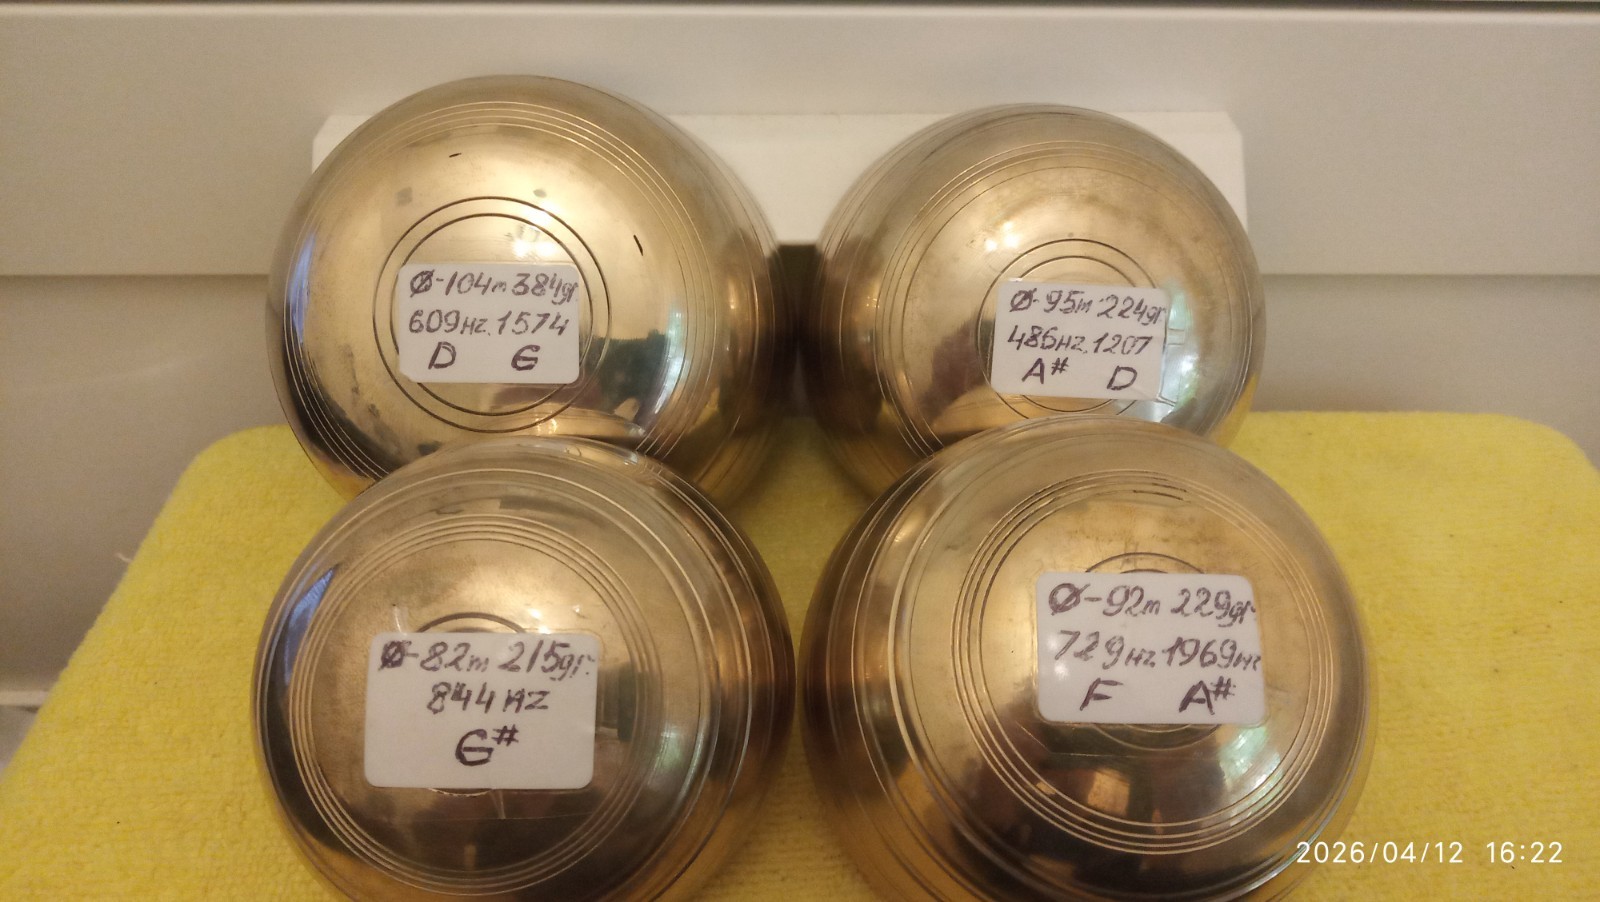 Ø-104m 384gr
609HZ. 1574
D G
Ø-95m 224gr
486HZ. 1207
A# D
Ø-82m 215gr.
844HZ
G#
Ø-92m 229gr.
729HZ 1969HZ
F A#
2026/04/12 16:22